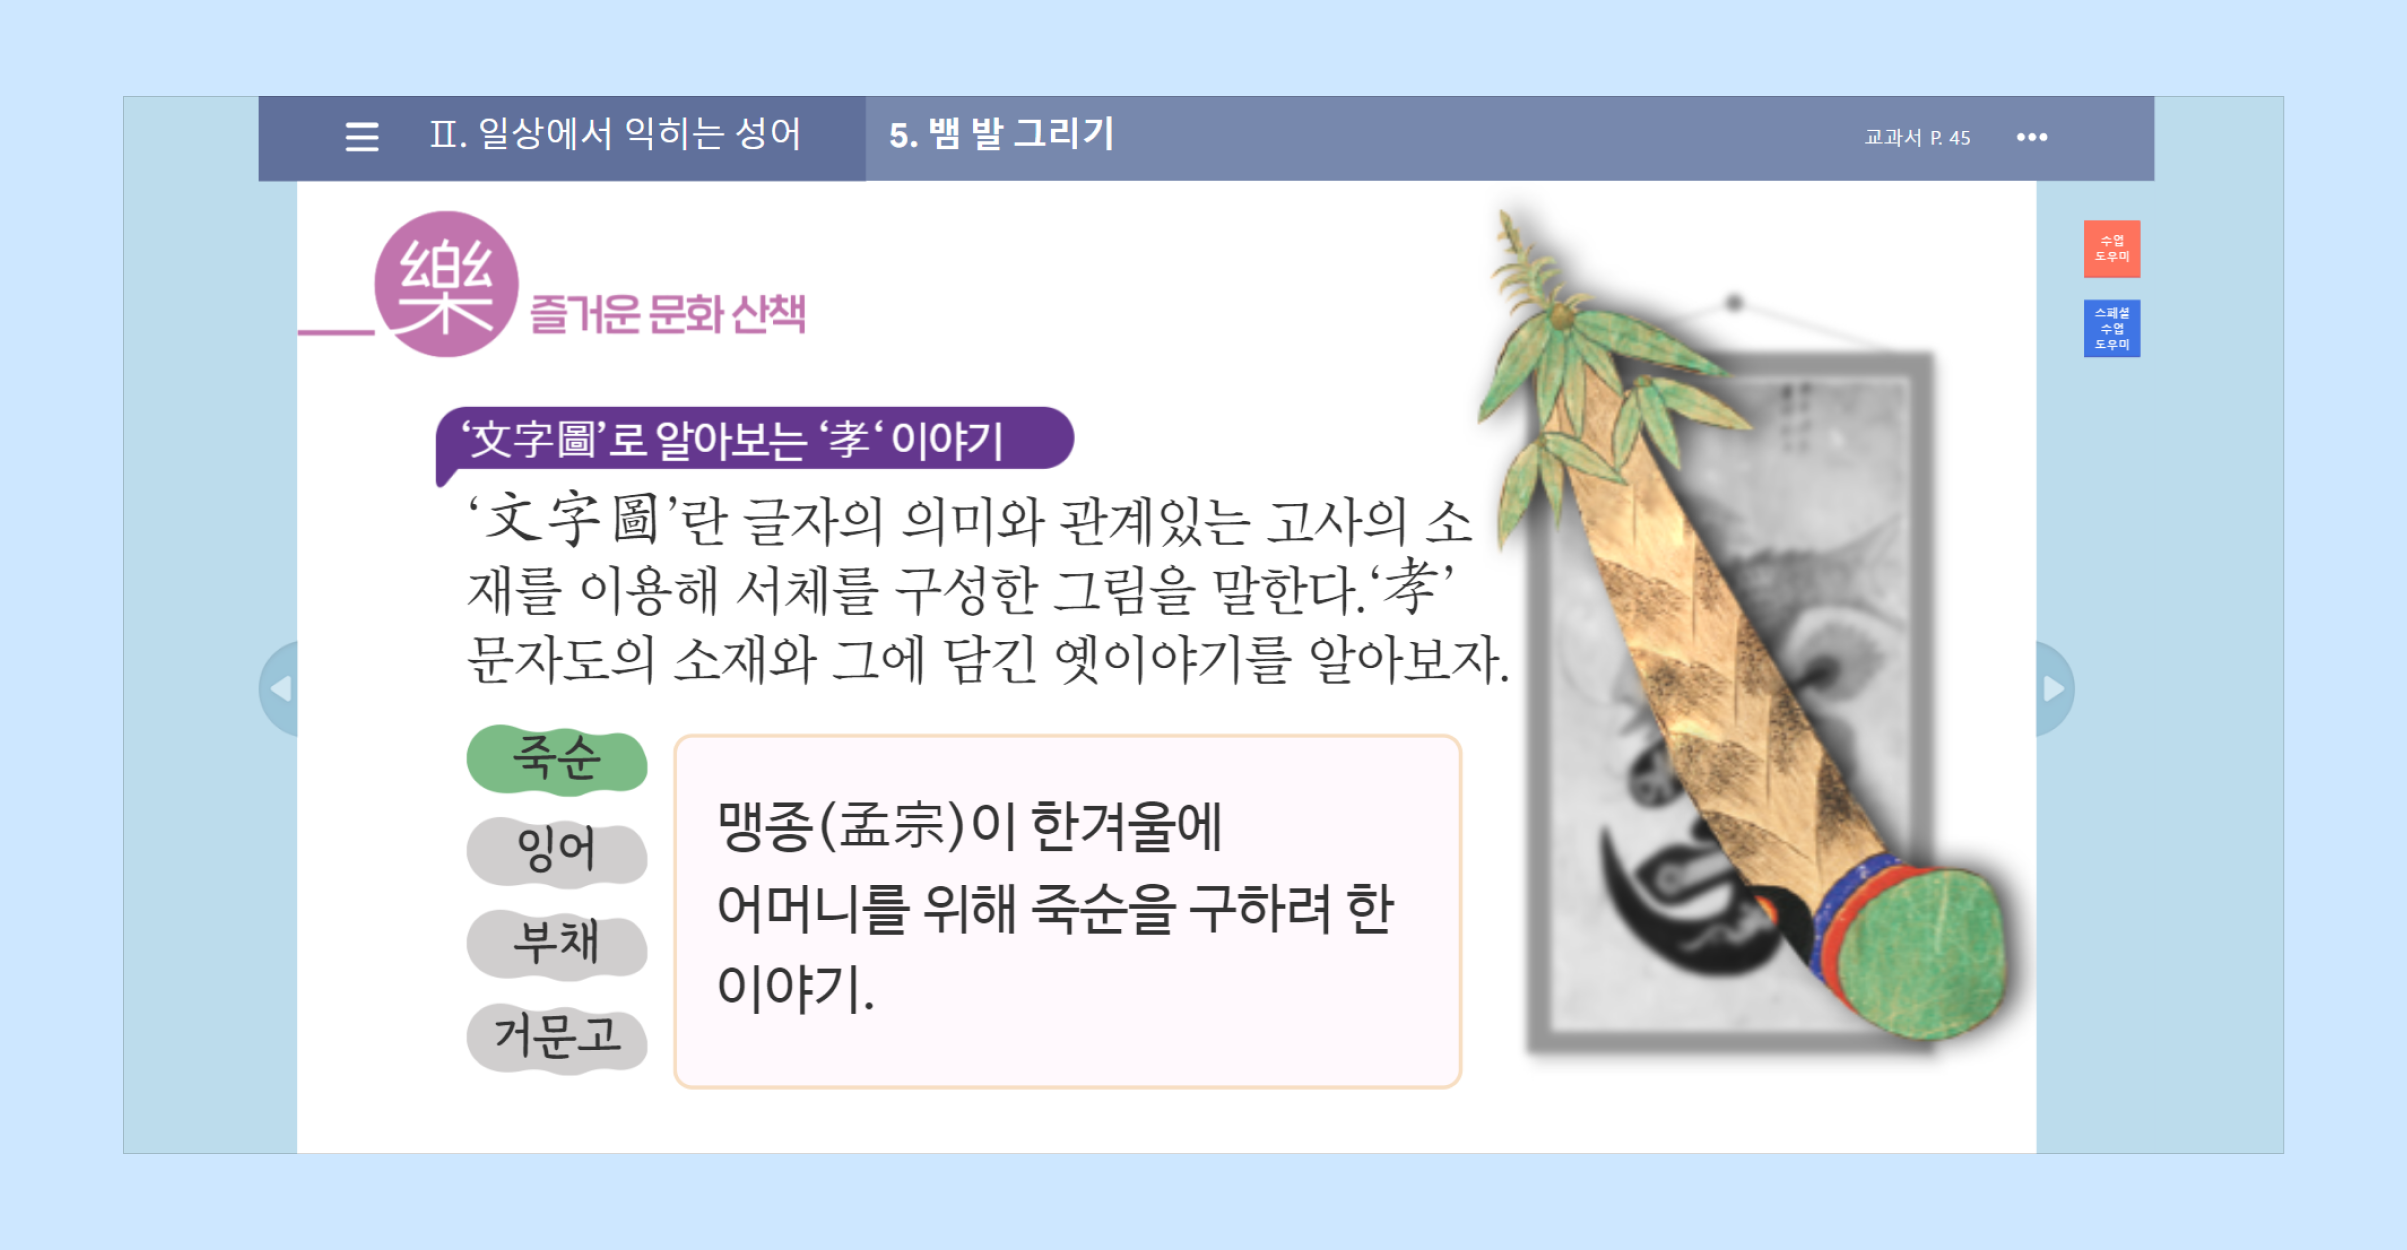 Ⅱ. 일상에서 익히는 성어
5. 뱀 발 그리기
교과서 P. 45
수업
도우미
스페셜
수업
도우미
樂 즐거운 문화 산책
‘文字圖’로 알아보는 ‘孝‘ 이야기
‘文字圖’란 글자의 의미와 관계있는 고사의 소
재를 이용해 서체를 구성한 그림을 말한다.‘孝’
문자도의 소재와 그에 담긴 옛이야기를 알아보자.
죽순
잉어
부채
거문고
맹종(孟宗)이 한겨울에
어머니를 위해 죽순을 구하려 한
이야기.